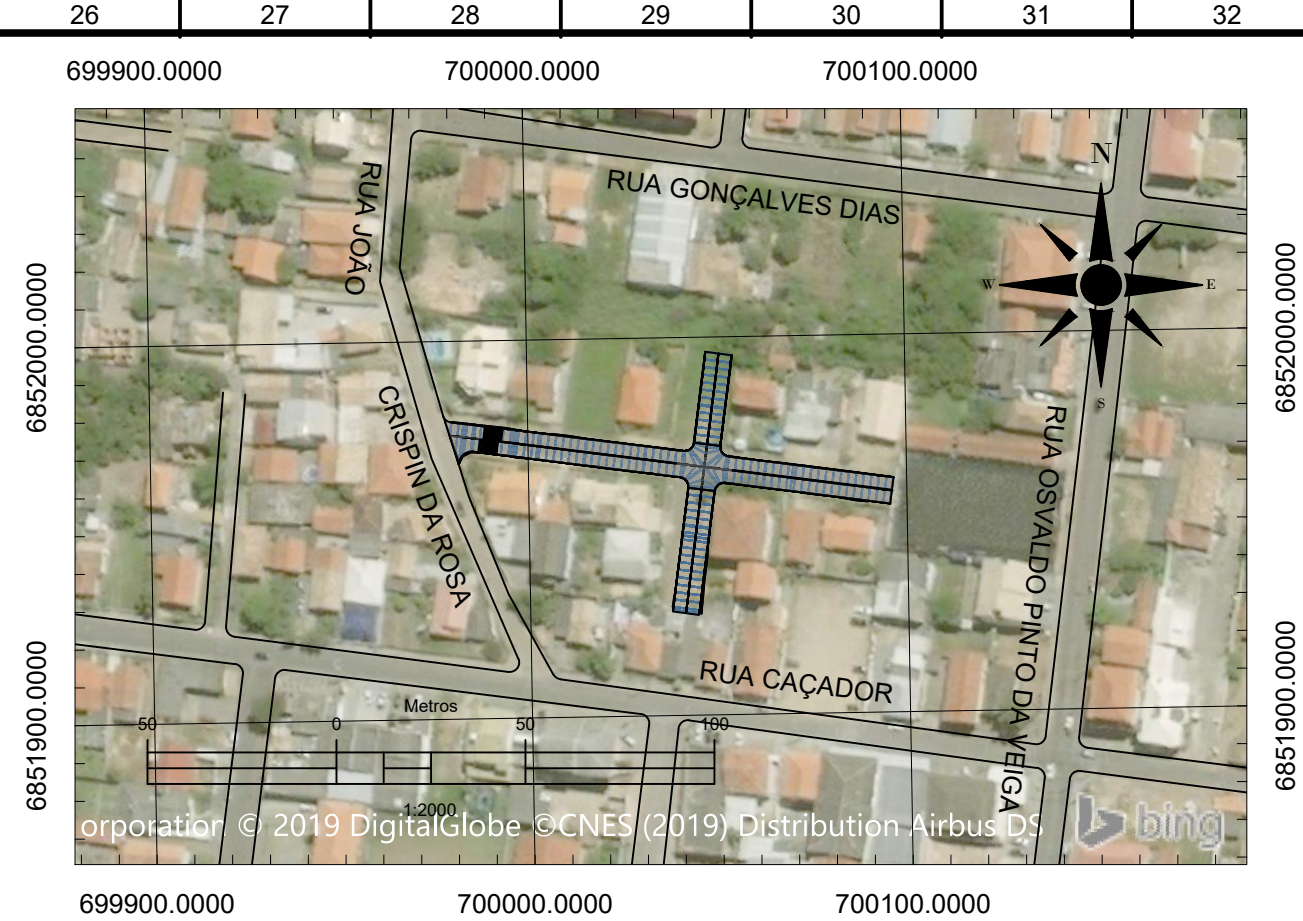 26 27 28 29 30 31 32
699900.0000 700000.0000 700100.0000
N
RUA JOÃO
RUA GONÇALVES DIAS
6852000.0000
6852000.0000
W
E
S
CRISPIN DA ROSA
RUA OSVALDO PINTO DA VEIGA
RUA CAÇADOR
6851900.0000
6851900.0000
Metros
50 0 50 100
1:2000
orporation © 2019 DigitalGlobe ©CNES (2019) Distribution Airbus DS
bing
699900.0000 700000.0000 700100.0000